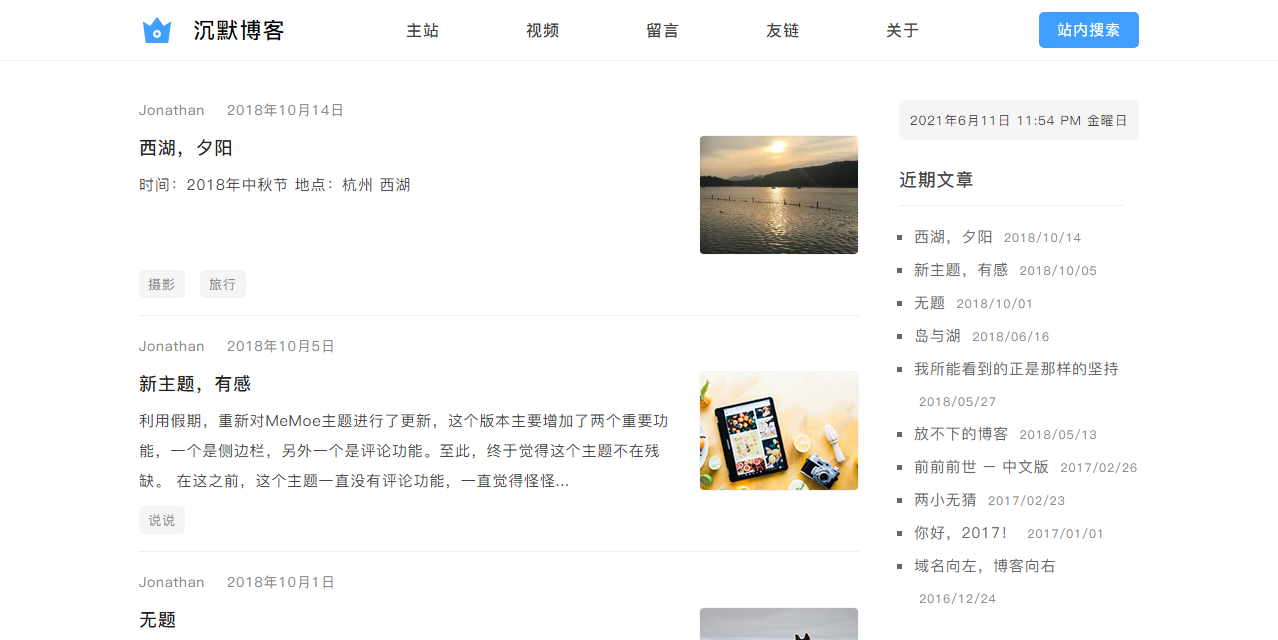 沉默博客
主站
视频
留言
友链
关于
站内搜索
Jonathan 2018年10月14日
西湖，夕阳
时间：2018年中秋节 地点：杭州 西湖
摄影 旅行
Jonathan 2018年10月5日
新主题，有感
利用假期，重新对MeMoe主题进行了更新，这个版本主要增加了两个重要功
能，一个是侧边栏，另外一个是评论功能。至此，终于觉得这个主题不在残
缺。 在这之前，这个主题一直没有评论功能，一直觉得怪怪...
说说
Jonathan 2018年10月1日
无题
2021年6月11日 11:54 PM 金曜日
近期文章
西湖，夕阳 2018/10/14
新主题，有感 2018/10/05
无题 2018/10/01
岛与湖 2018/06/16
我所能看到的正是那样的坚持
2018/05/27
放不下的博客 2018/05/13
前前前世 － 中文版 2017/02/26
两小无猜 2017/02/23
你好，2017！ 2017/01/01
域名向左，博客向右
2016/12/24